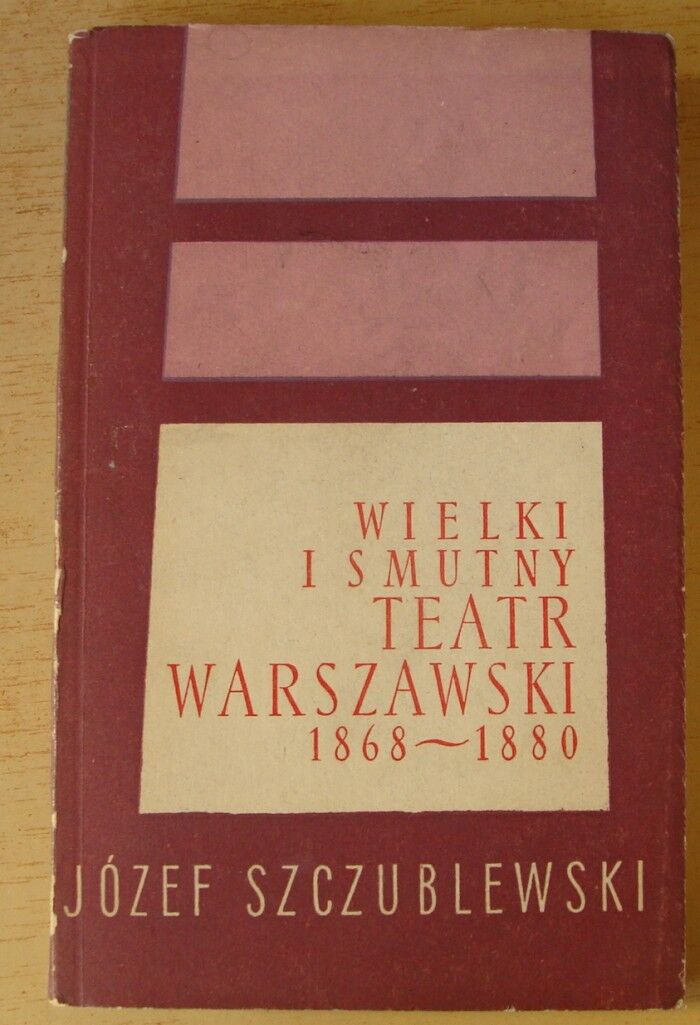 WIELKI
I SMUTNY
TEATR
WARSZAWSKI
1868~1880
JÓZEF SZCZUBLEWSKI